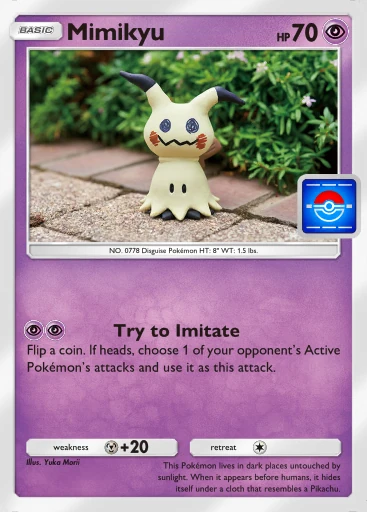 BASIC Mimikyu HP 70
NO. 0778 Disguise Pokémon HT: 8" WT: 1.5 lbs.
Try to Imitate
Flip a coin. If heads, choose 1 of your opponent's Active
Pokémon's attacks and use it as this attack.
weakness +20 retreat
Illus. Yuka Morii
This Pokémon lives in dark places untouched by
sunlight. When it appears before humans, it hides
itself under a cloth that resembles a Pikachu.